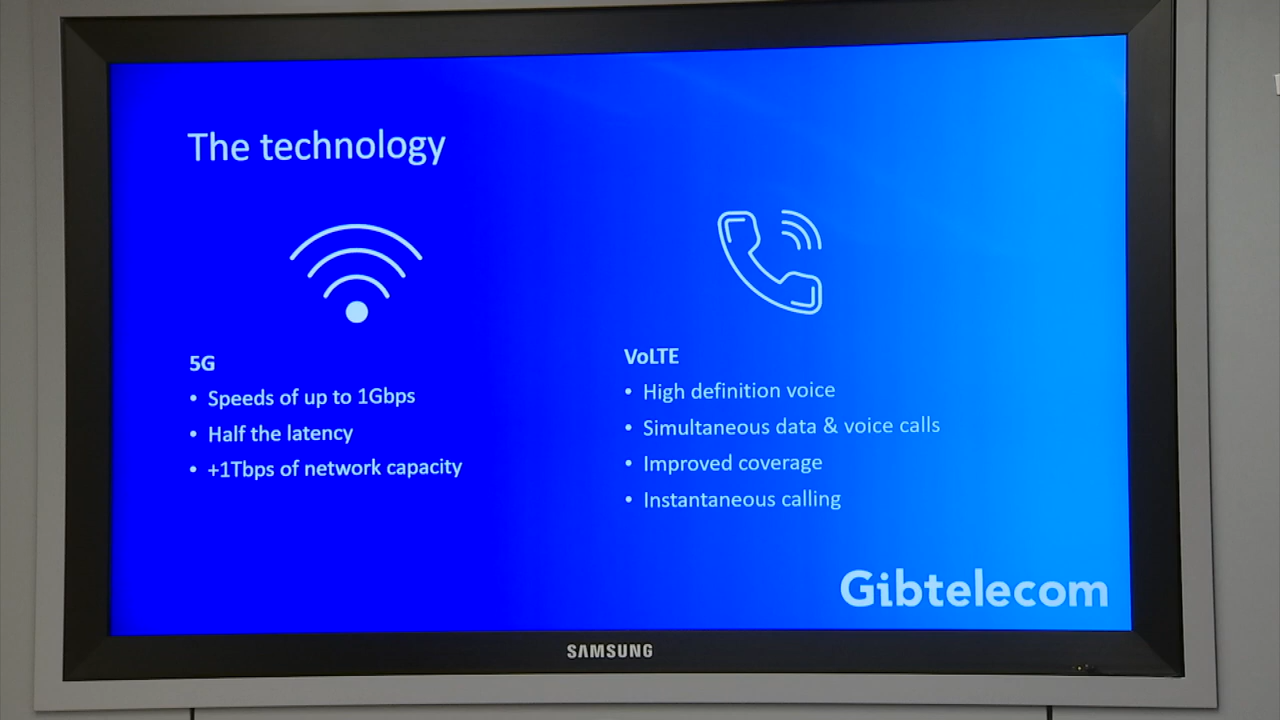 The technology
5G
• Speeds of up to 1Gbps
• Half the latency
• +1Tbps of network capacity
VoLTE
• High definition voice
• Simultaneous data & voice calls
• Improved coverage
• Instantaneous calling
Gibtelecom
SAMSUNG